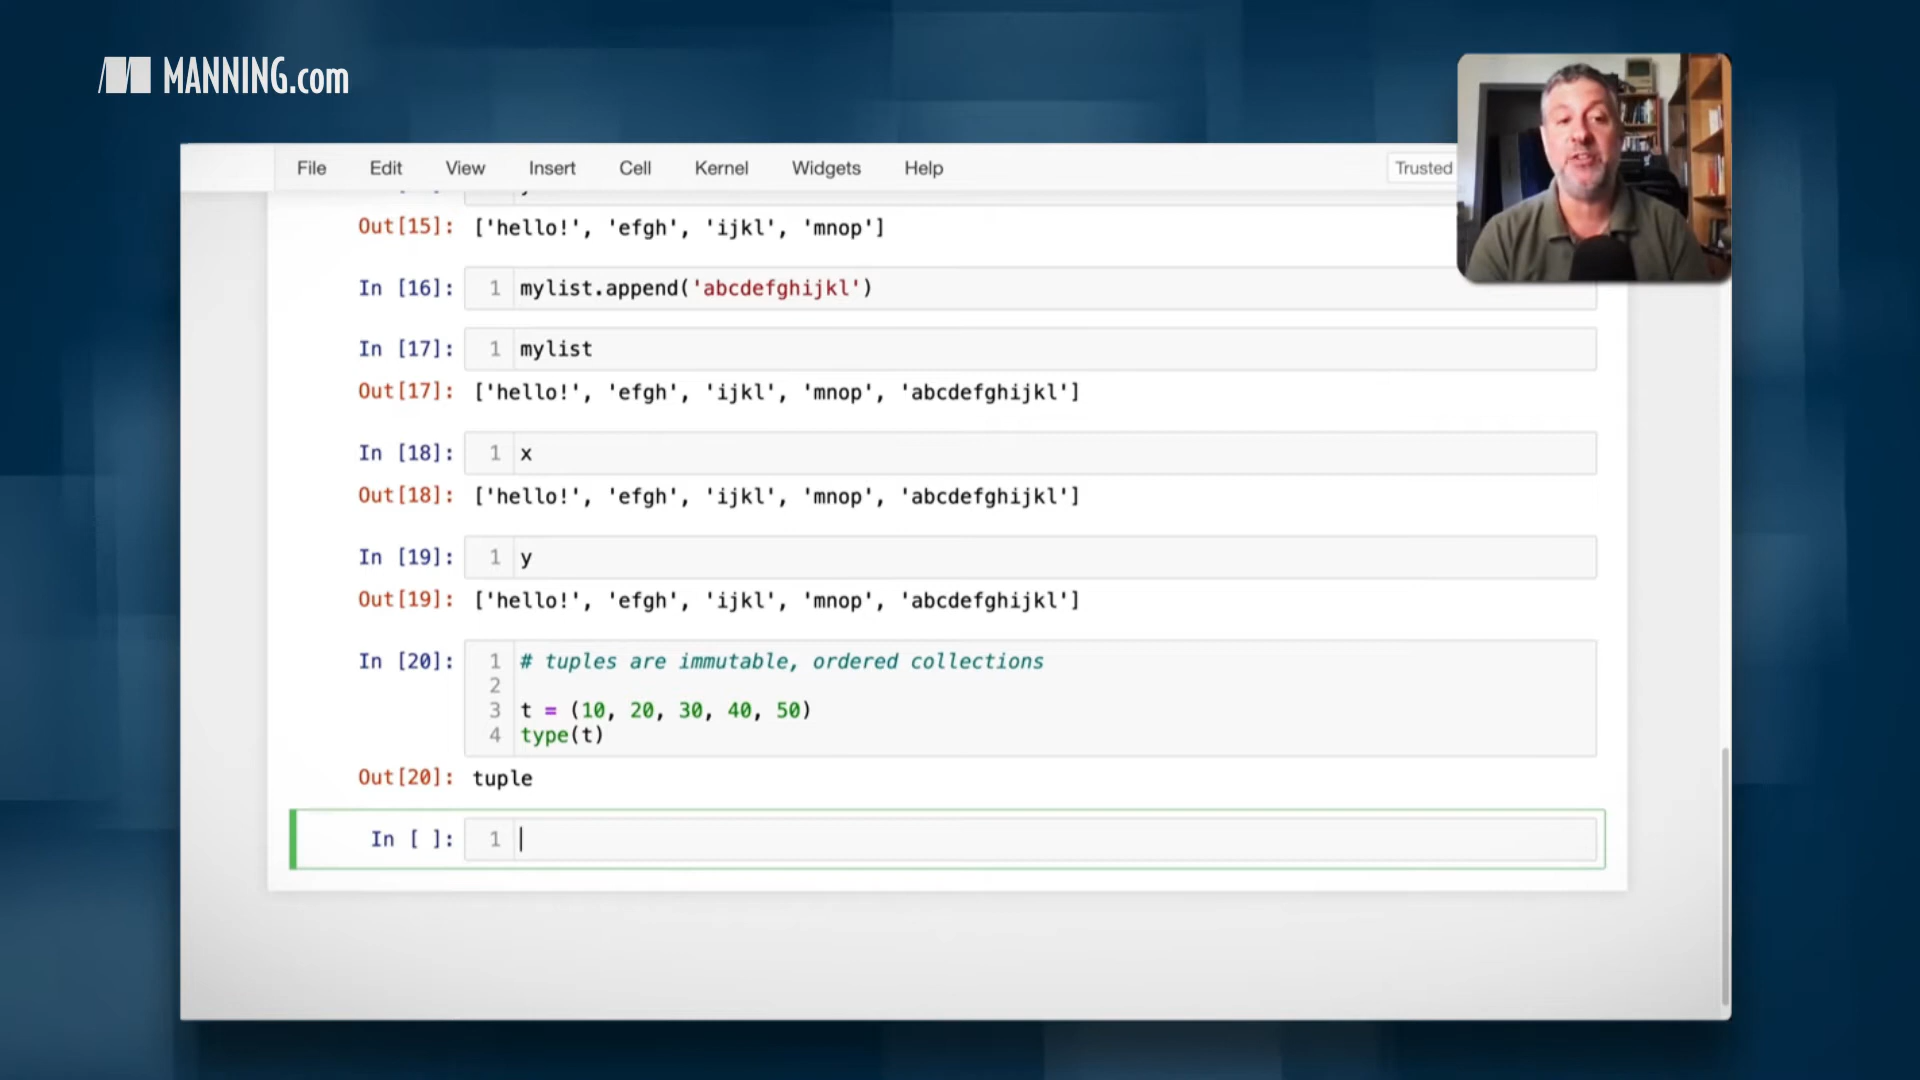 MANNING.com
File Edit View Insert Cell Kernel Widgets Help Trusted
Out[15]: ['hello!', 'efgh', 'ijkl', 'mnop']
In [16]: 1 mylist.append('abcdefghijkl')
In [17]: 1 mylist
Out[17]: ['hello!', 'efgh', 'ijkl', 'mnop', 'abcdefghijkl']
In [18]: 1 x
Out[18]: ['hello!', 'efgh', 'ijkl', 'mnop', 'abcdefghijkl']
In [19]: 1 y
Out[19]: ['hello!', 'efgh', 'ijkl', 'mnop', 'abcdefghijkl']
In [20]: 1 # tuples are immutable, ordered collections
2
3 t = (10, 20, 30, 40, 50)
4 type(t)
Out[20]: tuple
In [ ]: 1